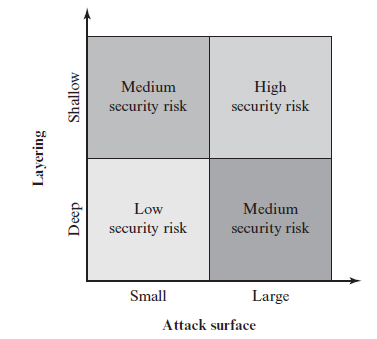 Layering
Shallow
Deep
Medium
security risk
High
security risk
Low
security risk
Medium
security risk
Small
Large
Attack surface